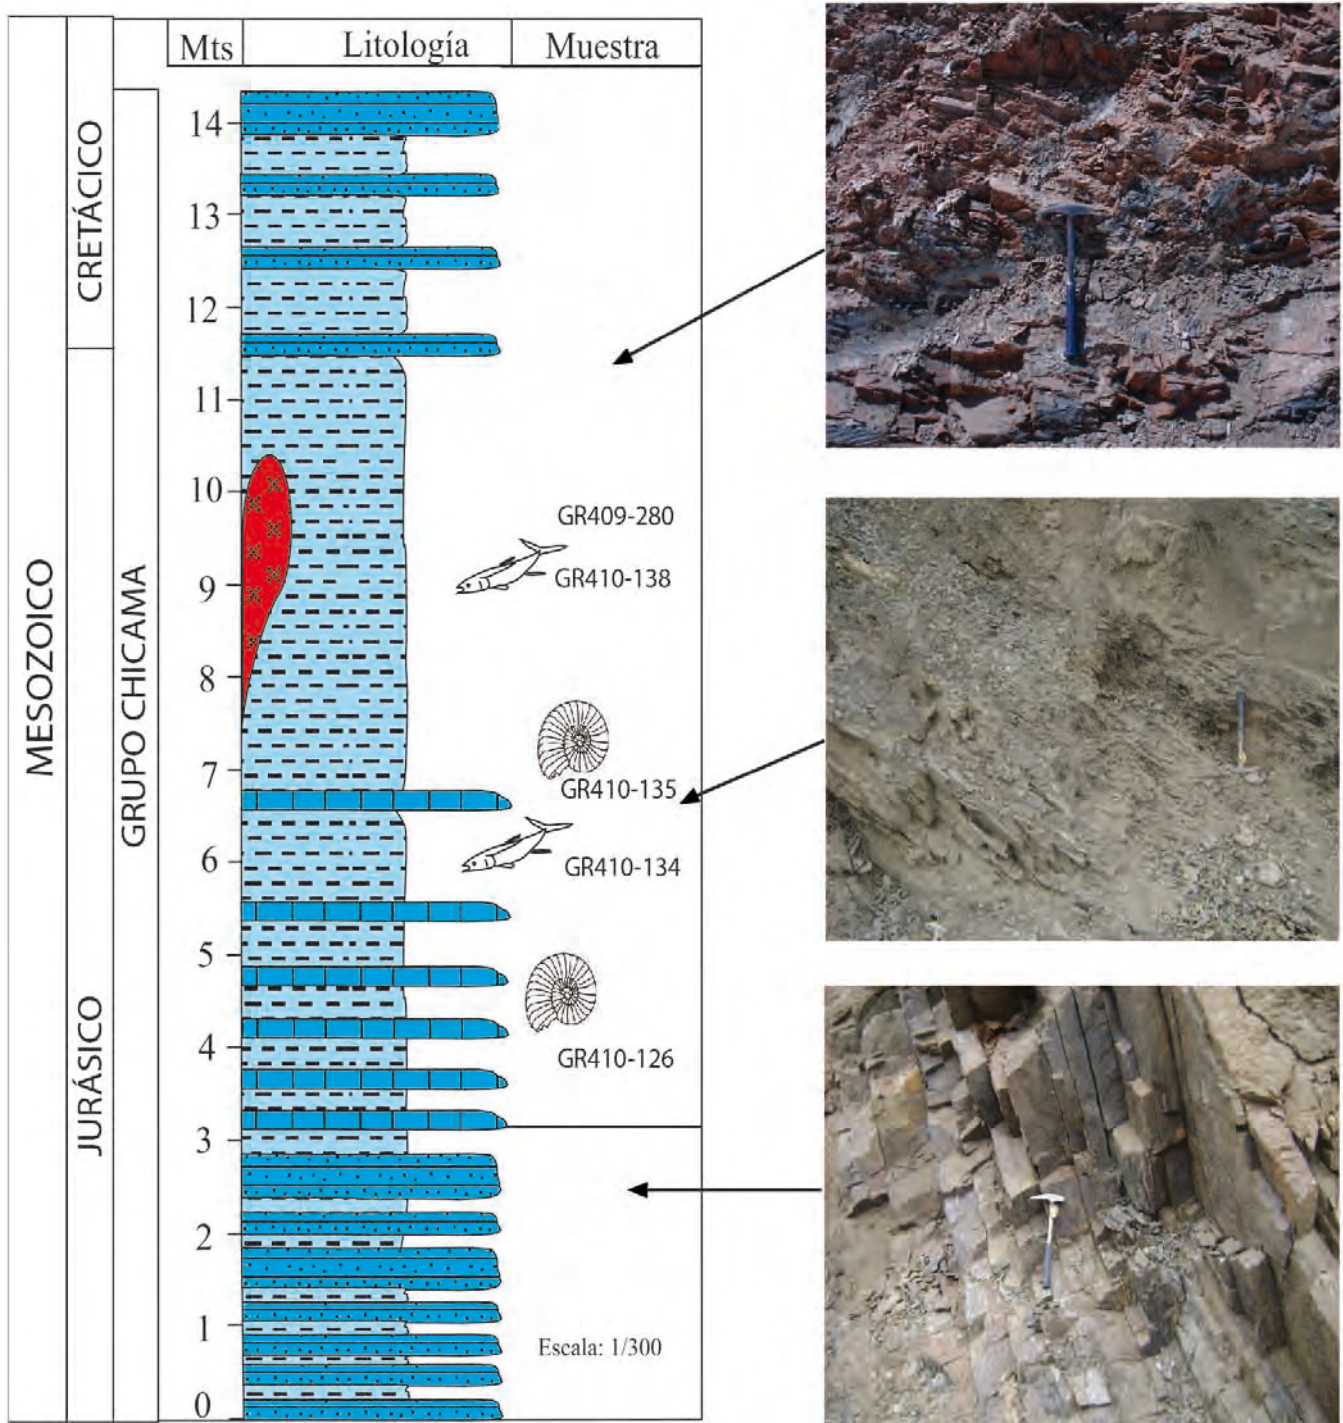 Mts Litología Muestra
MESOZOICO
CRETÁCICO
JURÁSICO
GRUPO CHICAMA
14
13
12
11
10
9
8
7
6
5
4
3
2
1
0
GR409-280
GR410-138
GR410-135
GR410-134
GR410-126
Escala: 1/300